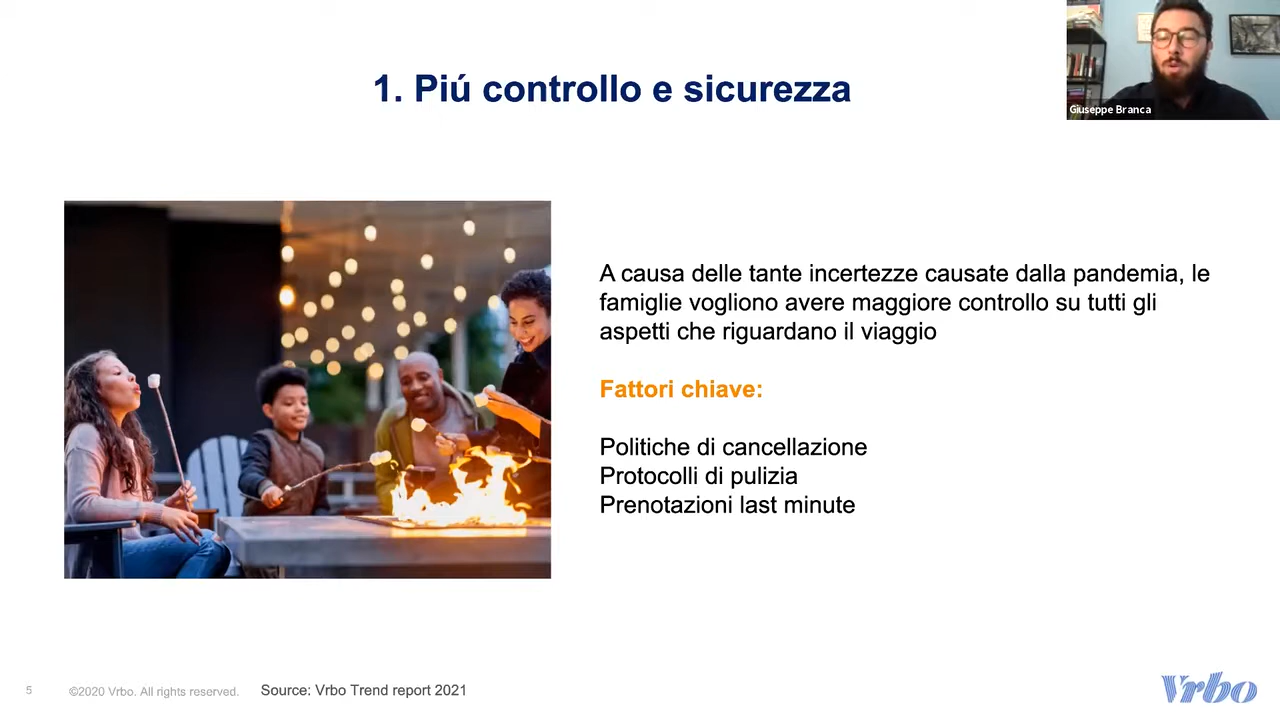 1. Piú controllo e sicurezza
Giuseppe Branca
A causa delle tante incertezze causate dalla pandemia, le
famiglie vogliono avere maggiore controllo su tutti gli
aspetti che riguardano il viaggio
Fattori chiave:
Politiche di cancellazione
Protocolli di pulizia
Prenotazioni last minute
5
©2020 Vrbo. All rights reserved.
Source: Vrbo Trend report 2021
Vrbo